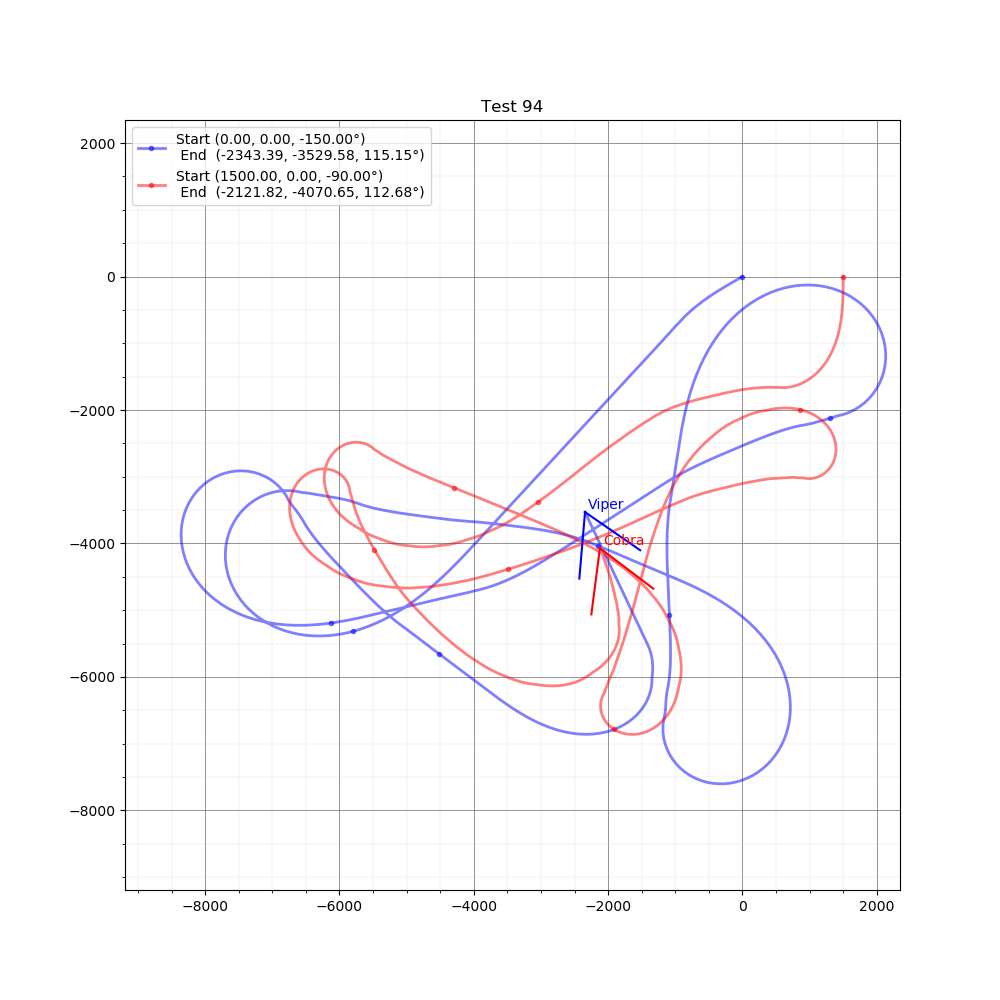 Test 94
Start (0.00, 0.00, -150.00°)
End (-2343.39, -3529.58, 115.15°)
Start (1500.00, 0.00, -90.00°)
End (-2121.82, -4070.65, 112.68°)
2000
0
−2000
−4000
−6000
−8000
Viper
Cobra
−8000 −6000 −4000 −2000 0 2000